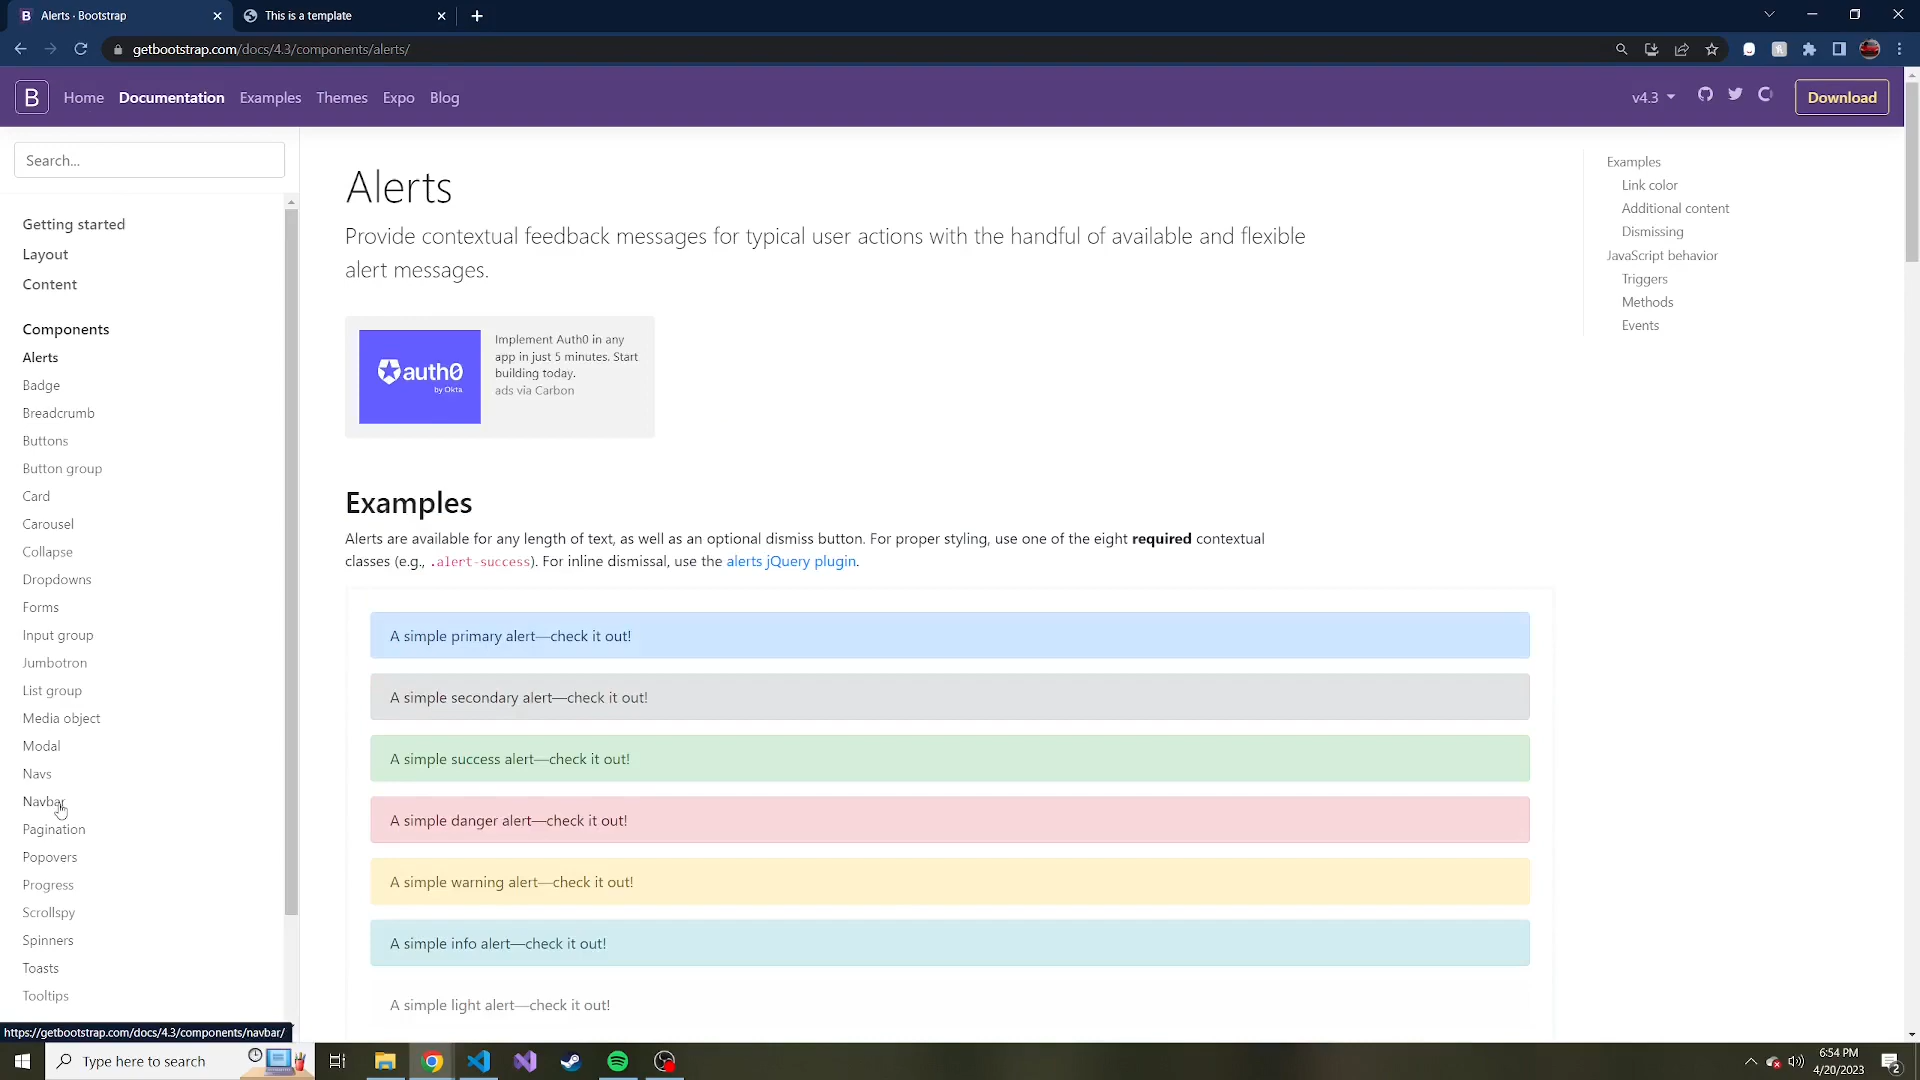 B Alerts · Bootstrap
This is a template
getbootstrap.com/docs/4.3/components/alerts/
B Home Documentation Examples Themes Expo Blog v4.3 Download
Search...
Getting started
Layout
Content
Components
Alerts
Badge
Breadcrumb
Buttons
Button group
Card
Carousel
Collapse
Dropdowns
Forms
Input group
Jumbotron
List group
Media object
Modal
Navs
Navbar
Pagination
Popovers
Progress
Scrollspy
Spinners
Toasts
Tooltips
Alerts
Provide contextual feedback messages for typical user actions with the handful of available and flexible
alert messages.
auth0
by Okta
Implement Auth0 in any
app in just 5 minutes. Start
building today.
ads via Carbon
Examples
Alerts are available for any length of text, as well as an optional dismiss button. For proper styling, use one of the eight required contextual
classes (e.g., .alert-success). For inline dismissal, use the alerts jQuery plugin.
A simple primary alert—check it out!
A simple secondary alert—check it out!
A simple success alert—check it out!
A simple danger alert—check it out!
A simple warning alert—check it out!
A simple info alert—check it out!
A simple light alert—check it out!
Examples
Link color
Additional content
Dismissing
JavaScript behavior
Triggers
Methods
Events
https://getbootstrap.com/docs/4.3/components/navbar/
Type here to search
6:54 PM
4/20/2023
2